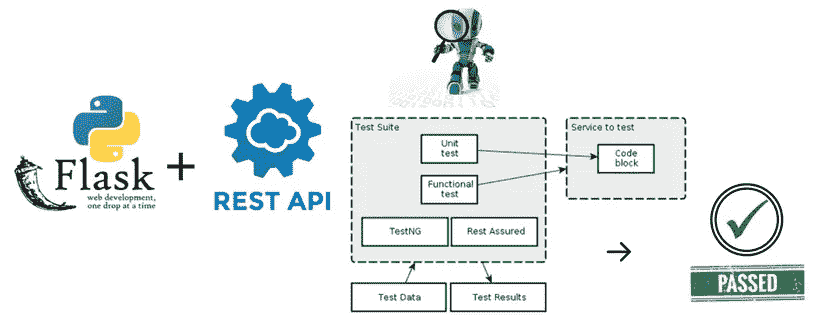 Flask
web development,
one drop at a time
+
REST API
Test Suite
Unit
test
Functional
test
TestNG
Rest Assured
Test Data
Test Results
Service to test
Code
block
PASSED